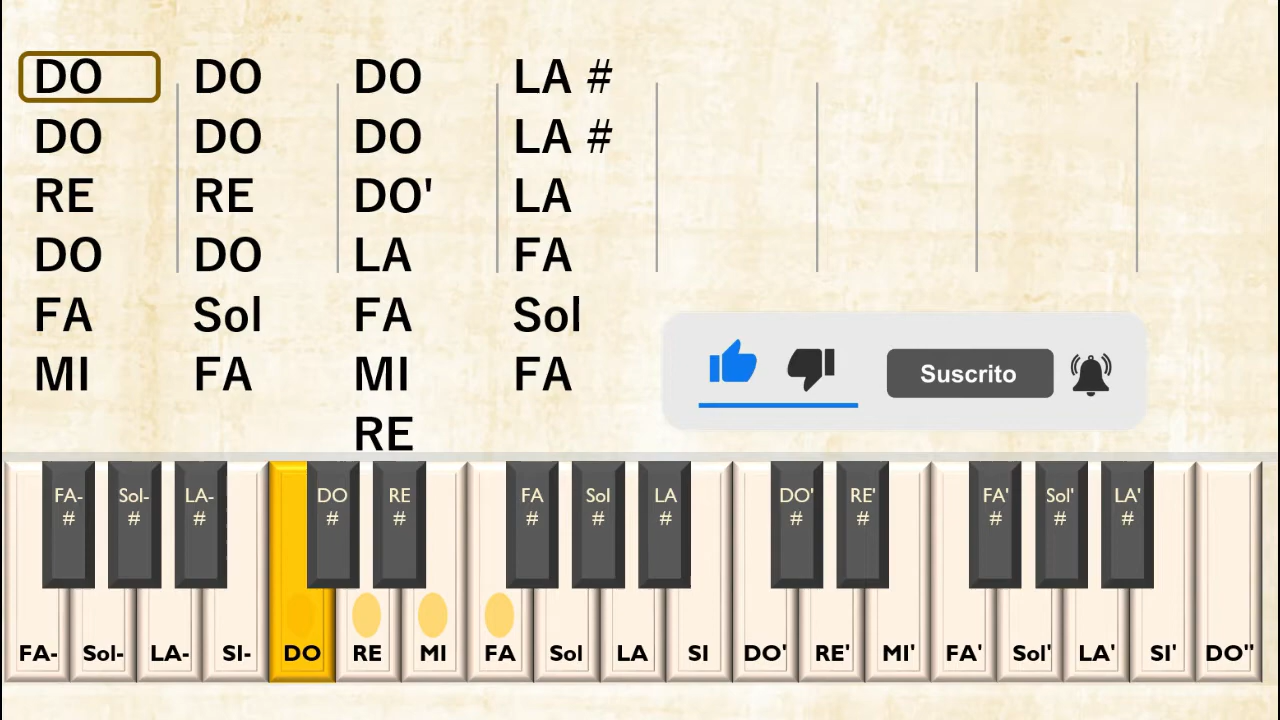 DO
DO
RE
DO
FA
MI
DO
DO
RE
DO
Sol
FA
DO
DO
DO'
LA
FA
MI
RE
LA #
LA #
LA
FA
Sol
FA
Suscrito
FA- # Sol- # LA- # DO # RE # FA # Sol # LA # DO' # RE' # FA' # Sol' # LA' #
FA- Sol- LA- SI- DO RE MI FA Sol LA SI DO' RE' MI' FA' Sol' LA' SI' DO"